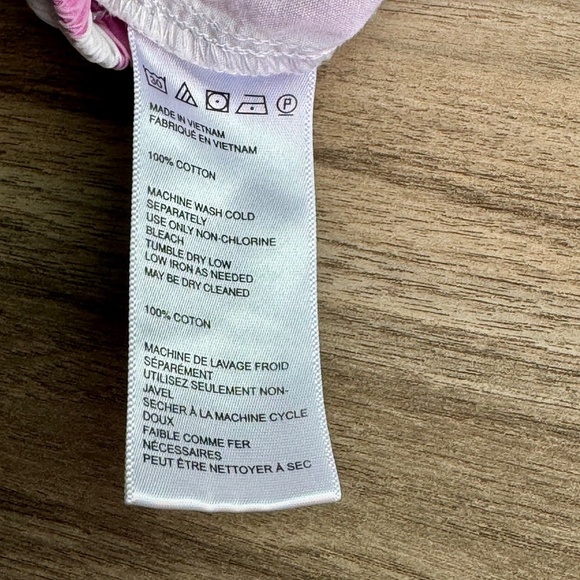 30
P
MADE IN VIETNAM
FABRIQUÉ EN VIETNAM
100% COTTON
MACHINE WASH COLD
SEPARATELY
USE ONLY NON-CHLORINE
BLEACH
TUMBLE DRY LOW
LOW IRON AS NEEDED
MAY BE DRY CLEANED
100% COTTON
MACHINE DE LAVAGE FROID
SÉPARÉMENT
UTILISEZ SEULEMENT NON-
JAVEL
SECHER À LA MACHINE CYCLE
DOUX
FAIBLE COMME FER
NÉCESSAIRES
PEUT ÊTRE NETTOYER À SEC